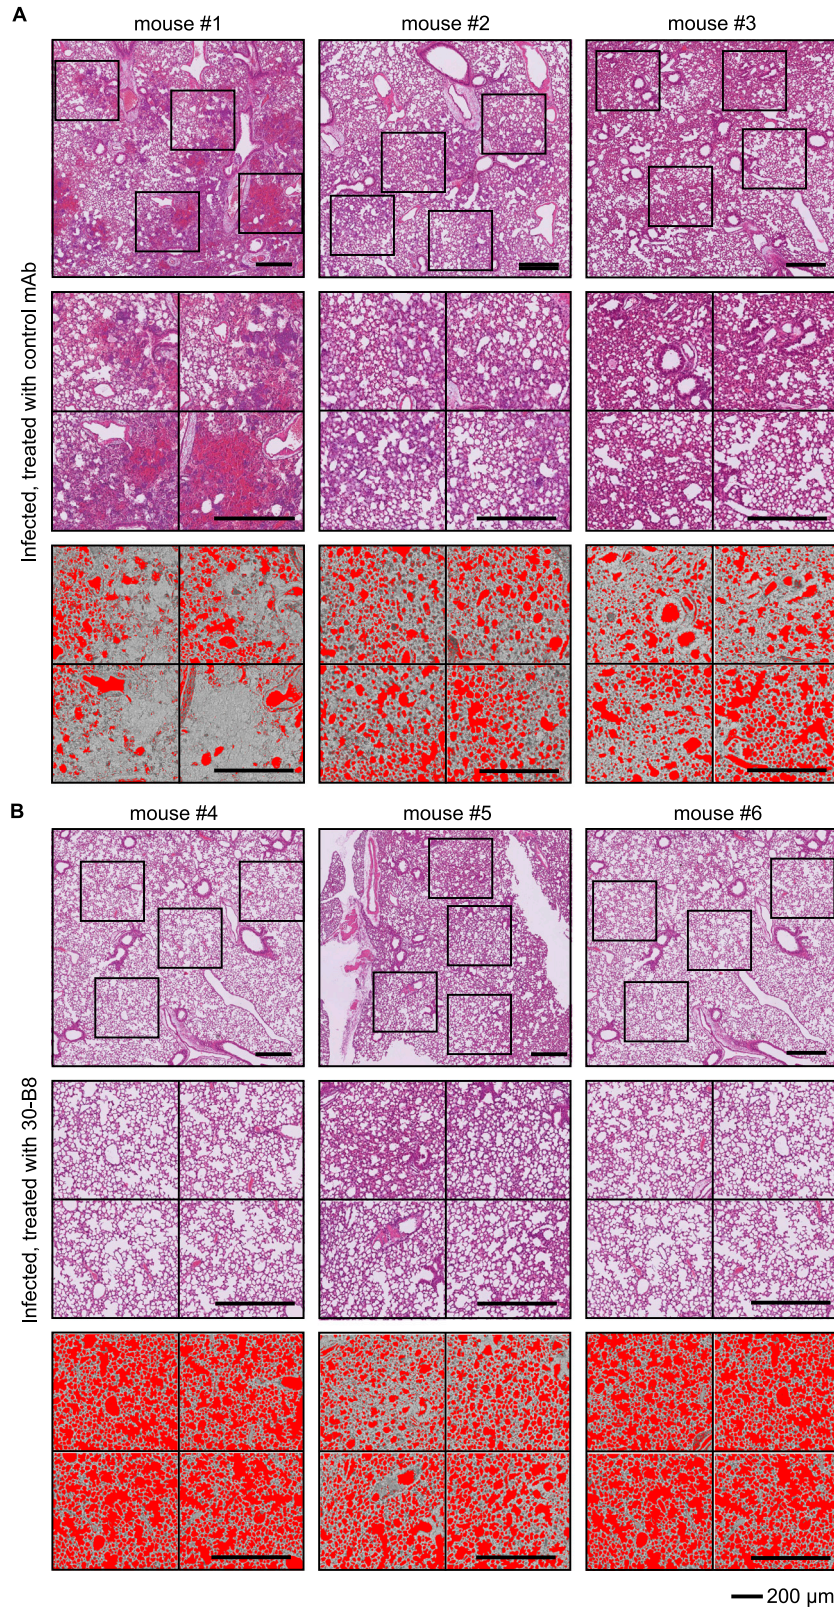 A
mouse #1
mouse #2
mouse #3
Infected, treated with control mAb
B
mouse #4
mouse #5
mouse #6
Infected, treated with 30-B8
200 µm